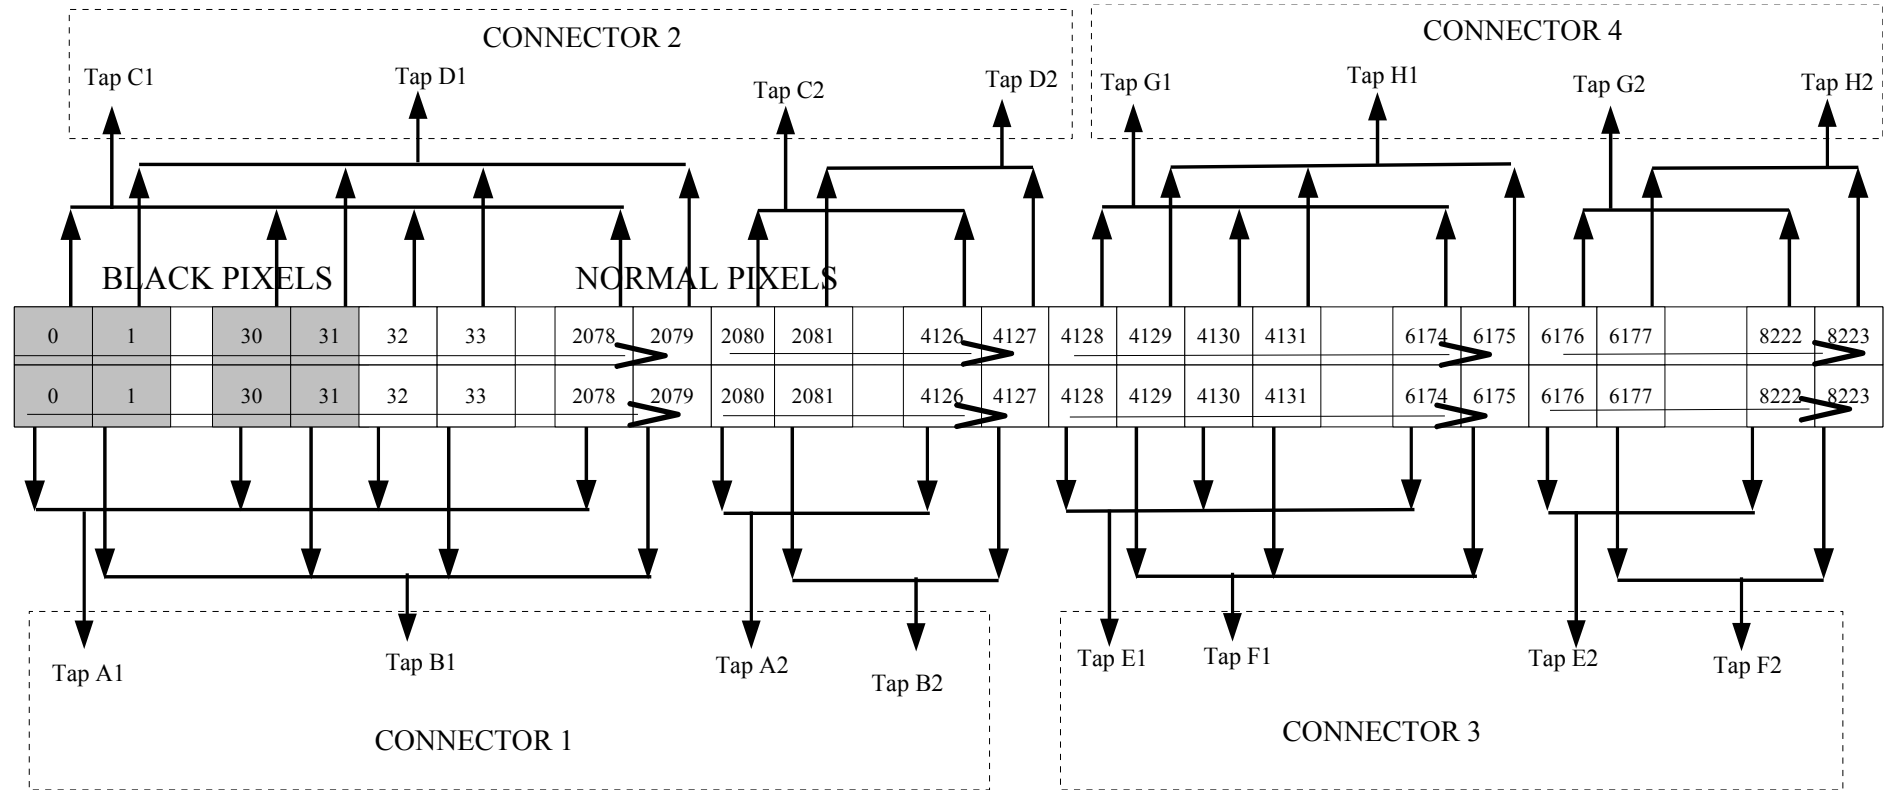 CONNECTOR 2
CONNECTOR 4
Tap C1
Tap D1
Tap C2
Tap D2
Tap G1
Tap H1
Tap G2
Tap H2
BLACK PIXELS
NORMAL PIXELS
0 1 30 31 32 33 2078 2079 2080 2081 4126 4127 4128 4129 4130 4131 6174 6175 6176 6177 8222 8223
0 1 30 31 32 33 2078 2079 2080 2081 4126 4127 4128 4129 4130 4131 6174 6175 6176 6177 8222 8223
Tap A1
Tap B1
Tap A2
Tap B2
Tap E1
Tap F1
Tap E2
Tap F2
CONNECTOR 1
CONNECTOR 3